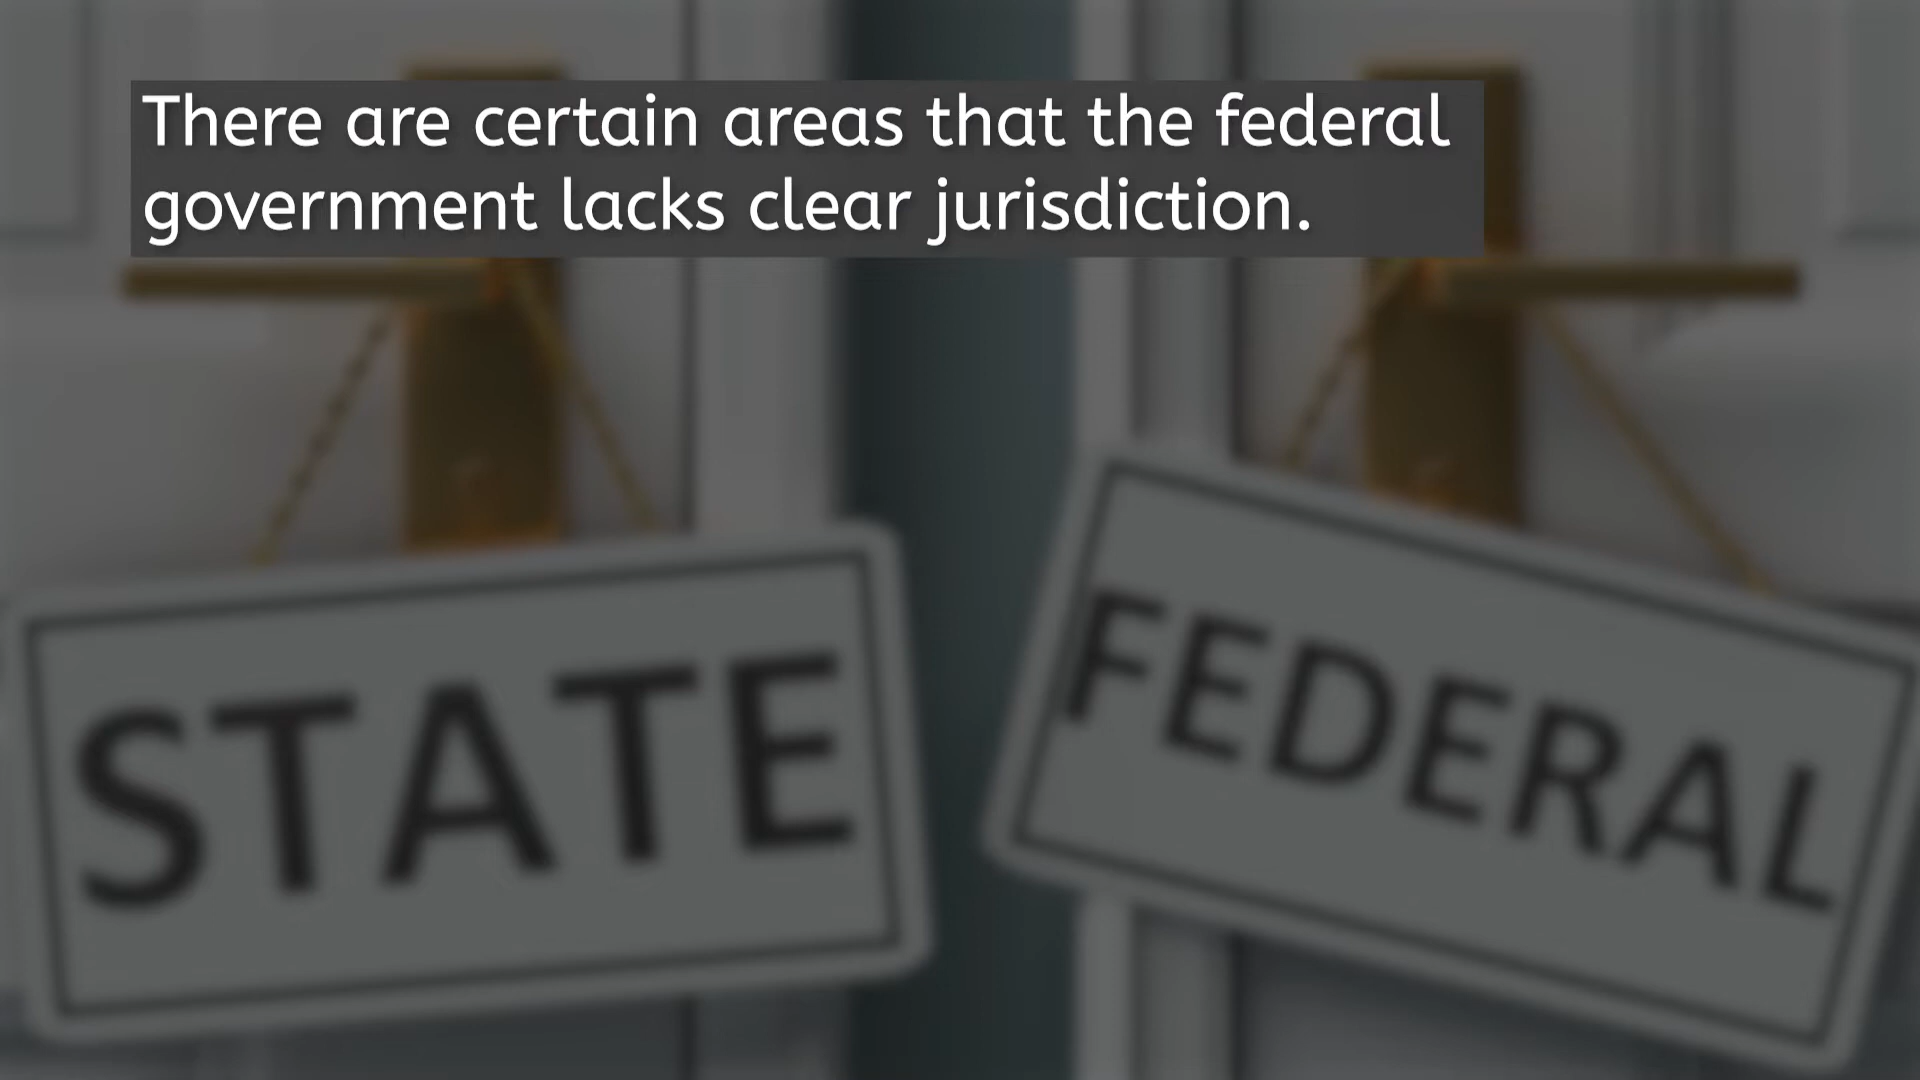 There are certain areas that the federal
government lacks clear jurisdiction.
STATE
FEDERAL